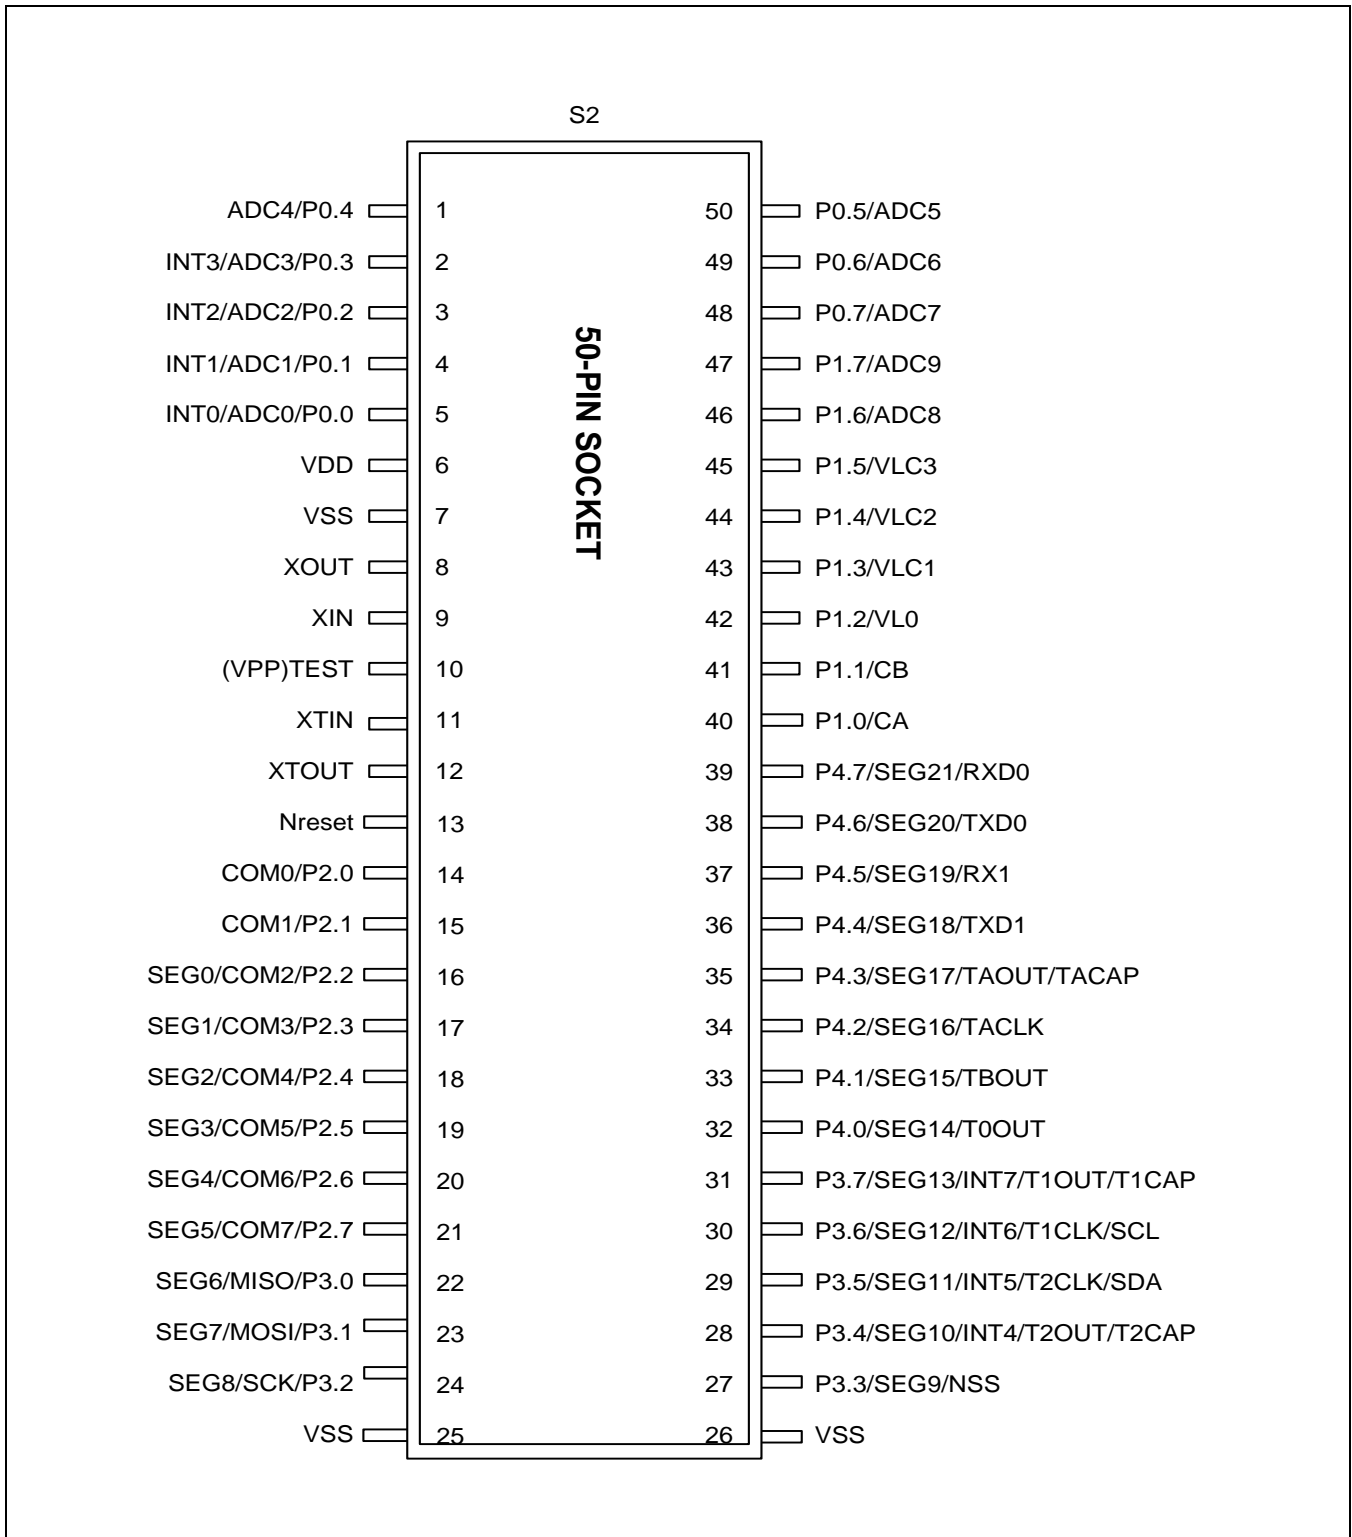 S2
ADC4/P0.4 1 50 P0.5/ADC5
INT3/ADC3/P0.3 2 49 P0.6/ADC6
INT2/ADC2/P0.2 3 48 P0.7/ADC7
INT1/ADC1/P0.1 4 47 P1.7/ADC9
INT0/ADC0/P0.0 5 46 P1.6/ADC8
VDD 6 45 P1.5/VLC3
VSS 7 44 P1.4/VLC2
XOUT 8 43 P1.3/VLC1
XIN 9 42 P1.2/VL0
(VPP)TEST 10 41 P1.1/CB
XTIN 11 40 P1.0/CA
XTOUT 12 39 P4.7/SEG21/RXD0
Nreset 13 38 P4.6/SEG20/TXD0
COM0/P2.0 14 37 P4.5/SEG19/RX1
COM1/P2.1 15 36 P4.4/SEG18/TXD1
SEG0/COM2/P2.2 16 35 P4.3/SEG17/TAOUT/TACAP
SEG1/COM3/P2.3 17 34 P4.2/SEG16/TACLK
SEG2/COM4/P2.4 18 33 P4.1/SEG15/TBOUT
SEG3/COM5/P2.5 19 32 P4.0/SEG14/T0OUT
SEG4/COM6/P2.6 20 31 P3.7/SEG13/INT7/T1OUT/T1CAP
SEG5/COM7/P2.7 21 30 P3.6/SEG12/INT6/T1CLK/SCL
SEG6/MISO/P3.0 22 29 P3.5/SEG11/INT5/T2CLK/SDA
SEG7/MOSI/P3.1 23 28 P3.4/SEG10/INT4/T2OUT/T2CAP
SEG8/SCK/P3.2 24 27 P3.3/SEG9/NSS
VSS 25 26 VSS
50-PIN SOCKET